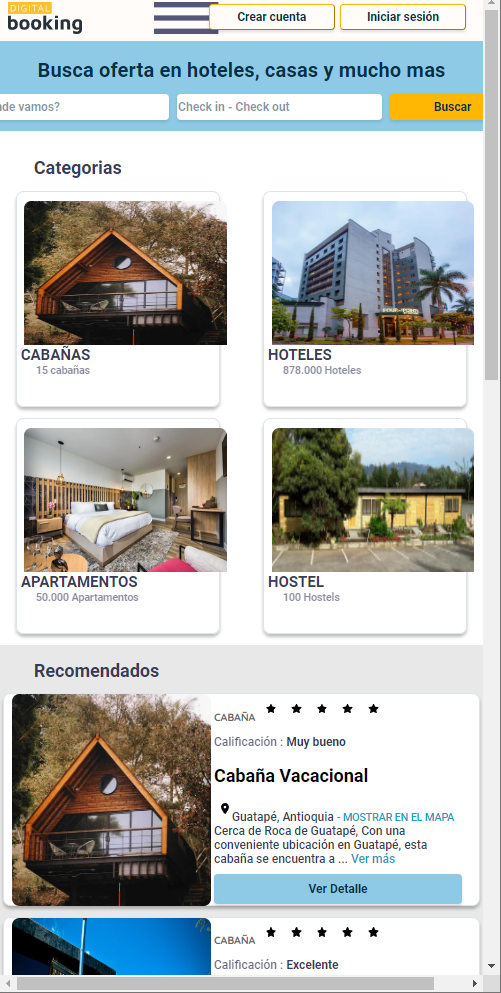 DIGITAL
booking
Crear cuenta
Iniciar sesión
Busca oferta en hoteles, casas y mucho mas
nde vamos?
Check in - Check out
Buscar
Categorias
CABAÑAS
15 cabañas
HOTELES
878.000 Hoteles
APARTAMENTOS
50.000 Apartamentos
HOSTEL
100 Hostels
Recomendados
CABAÑA
Calificación : Muy bueno
Cabaña Vacacional
Guatapé, Antioquia - MOSTRAR EN EL MAPA
Cerca de Roca de Guatapé, Con una
conveniente ubicación en Guatapé, esta
cabaña se encuentra a ... Ver más
Ver Detalle
CABAÑA
Calificación : Excelente